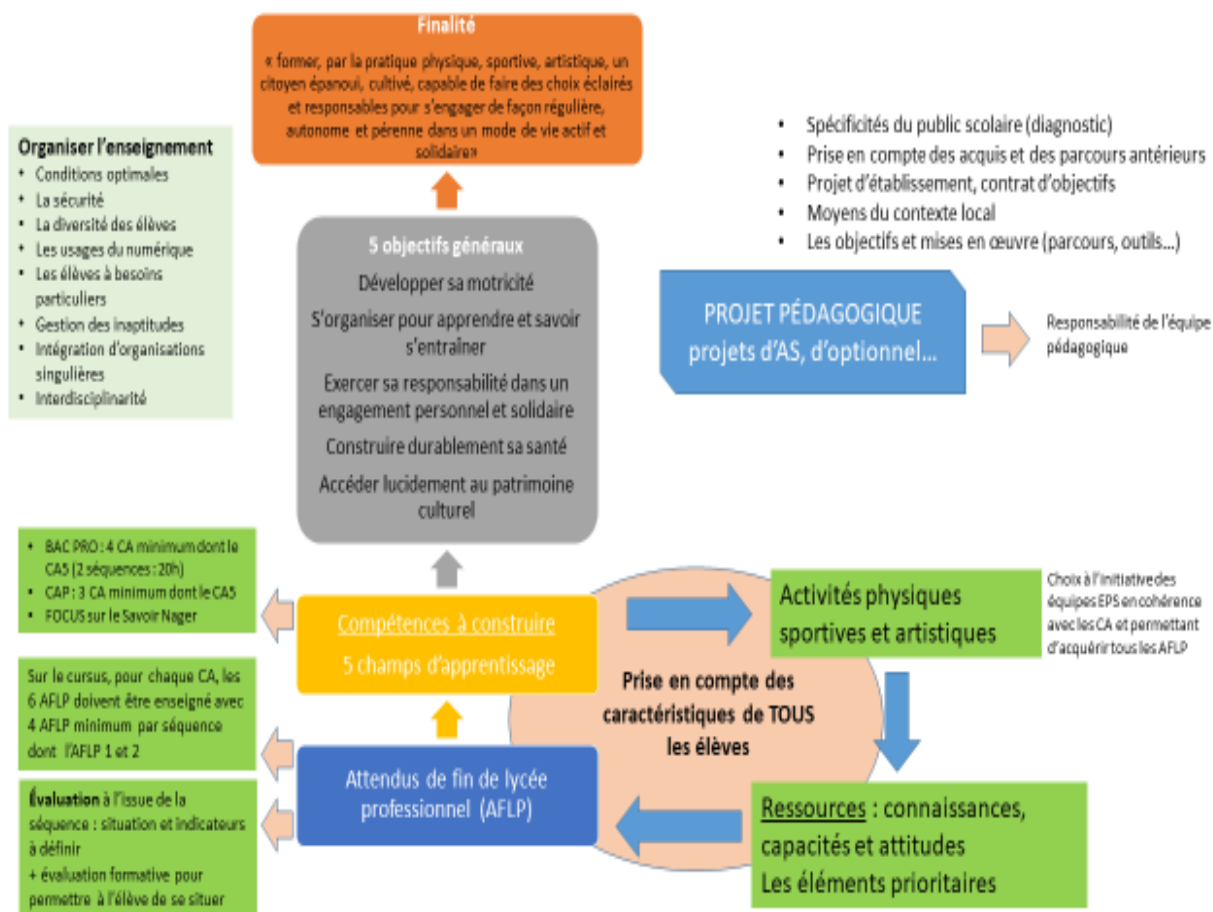 Finalité
« former, par la pratique physique, sportive, artistique, un
citoyen épanoui, cultivé, capable de faire des choix éclairés
et responsables pour s'engager de façon régulière,
autonome et pérenne dans un mode de vie actif et
solidaire»
Organiser l'enseignement
• Conditions optimales
• La sécurité
• La diversité des élèves
• Les usages du numérique
• Les élèves à besoins
particuliers
• Gestion des inaptitudes
• Intégration d'organisations
singulières
• Interdisciplinarité
5 objectifs généraux
Développer sa motricité
S'organiser pour apprendre et savoir
s'entraîner
Exercer sa responsabilité dans un
engagement personnel et solidaire
Construire durablement sa santé
Accéder lucidement au patrimoine
culturel
• Spécificités du public scolaire (diagnostic)
• Prise en compte des acquis et des parcours antérieurs
• Projet d'établissement, contrat d'objectifs
• Moyens du contexte local
• Les objectifs et mises en œuvre (parcours, outils...)
PROJET PÉDAGOGIQUE
projets d'AS, d'optionnel...
Responsabilité de l'équipe
pédagogique
• BAC PRO : 4 CA minimum dont le
CA5 (2 séquences : 20h)
• CAP : 3 CA minimum dont le CA5
• FOCUS sur le Savoir Nager
Compétences à construire
5 champs d'apprentissage
Activités physiques
sportives et artistiques
Choix à l'initiative des
équipes EPS en cohérence
avec les CA et permettant
d'acquérir tous les AFLP
Prise en compte des
caractéristiques de TOUS
les élèves
Sur le cursus, pour chaque CA, les
6 AFLP doivent être enseigné avec
4 AFLP minimum par séquence
dont l'AFLP 1 et 2
Attendus de fin de lycée
professionnel (AFLP)
Évaluation à l'issue de la
séquence : situation et indicateurs
à définir
+ évaluation formative pour
permettre à l'élève de se situer
Ressources : connaissances,
capacités et attitudes
Les éléments prioritaires